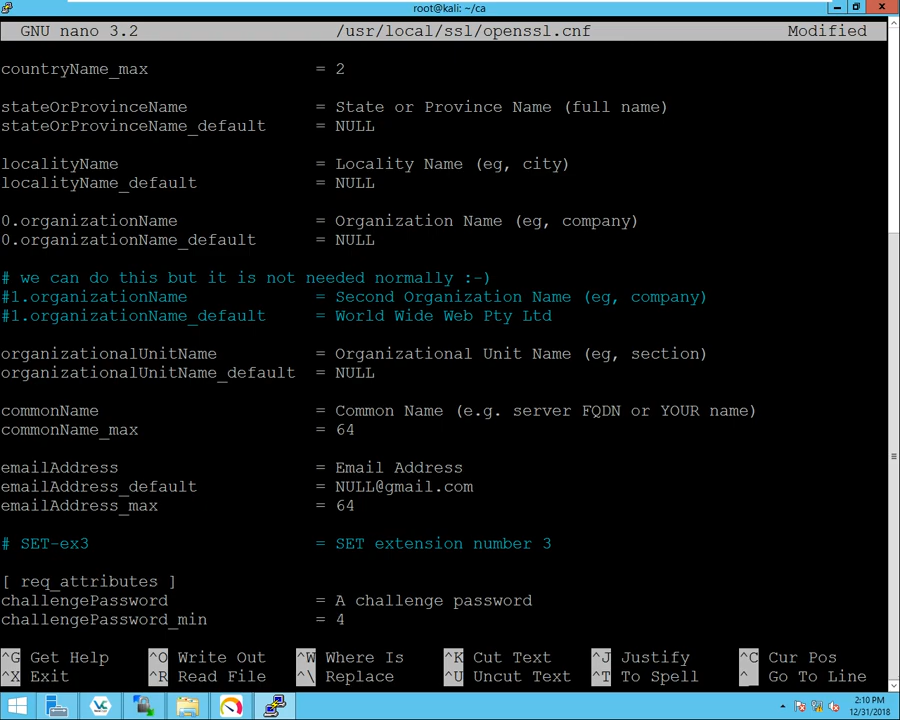 root@kali: ~/ca
GNU nano 3.2 /usr/local/ssl/openssl.cnf Modified
countryName_max = 2
stateOrProvinceName = State or Province Name (full name)
stateOrProvinceName_default = NULL
localityName = Locality Name (eg, city)
localityName_default = NULL
0.organizationName = Organization Name (eg, company)
0.organizationName_default = NULL
# we can do this but it is not needed normally :-)
#1.organizationName = Second Organization Name (eg, company)
#1.organizationName_default = World Wide Web Pty Ltd
organizationalUnitName = Organizational Unit Name (eg, section)
organizationalUnitName_default = NULL
commonName = Common Name (e.g. server FQDN or YOUR name)
commonName_max = 64
emailAddress = Email Address
emailAddress_default = NULL@gmail.com
emailAddress_max = 64
# SET-ex3 = SET extension number 3
[ req_attributes ]
challengePassword = A challenge password
challengePassword_min = 4
^G Get Help ^O Write Out ^W Where Is ^K Cut Text ^J Justify ^C Cur Pos
^X Exit ^R Read File ^\ Replace ^U Uncut Text ^T To Spell ^_ Go To Line
2:10 PM
12/31/2018